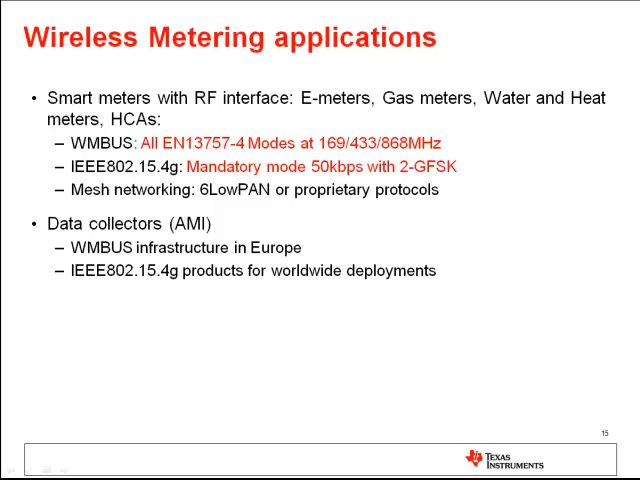 Wireless Metering applications
• Smart meters with RF interface: E-meters, Gas meters, Water and Heat
meters, HCAs:
– WMBUS: All EN13757-4 Modes at 169/433/868MHz
– IEEE802.15.4g: Mandatory mode 50kbps with 2-GFSK
– Mesh networking: 6LowPAN or proprietary protocols
• Data collectors (AMI)
– WMBUS infrastructure in Europe
– IEEE802.15.4g products for worldwide deployments
15
TEXAS
INSTRUMENTS